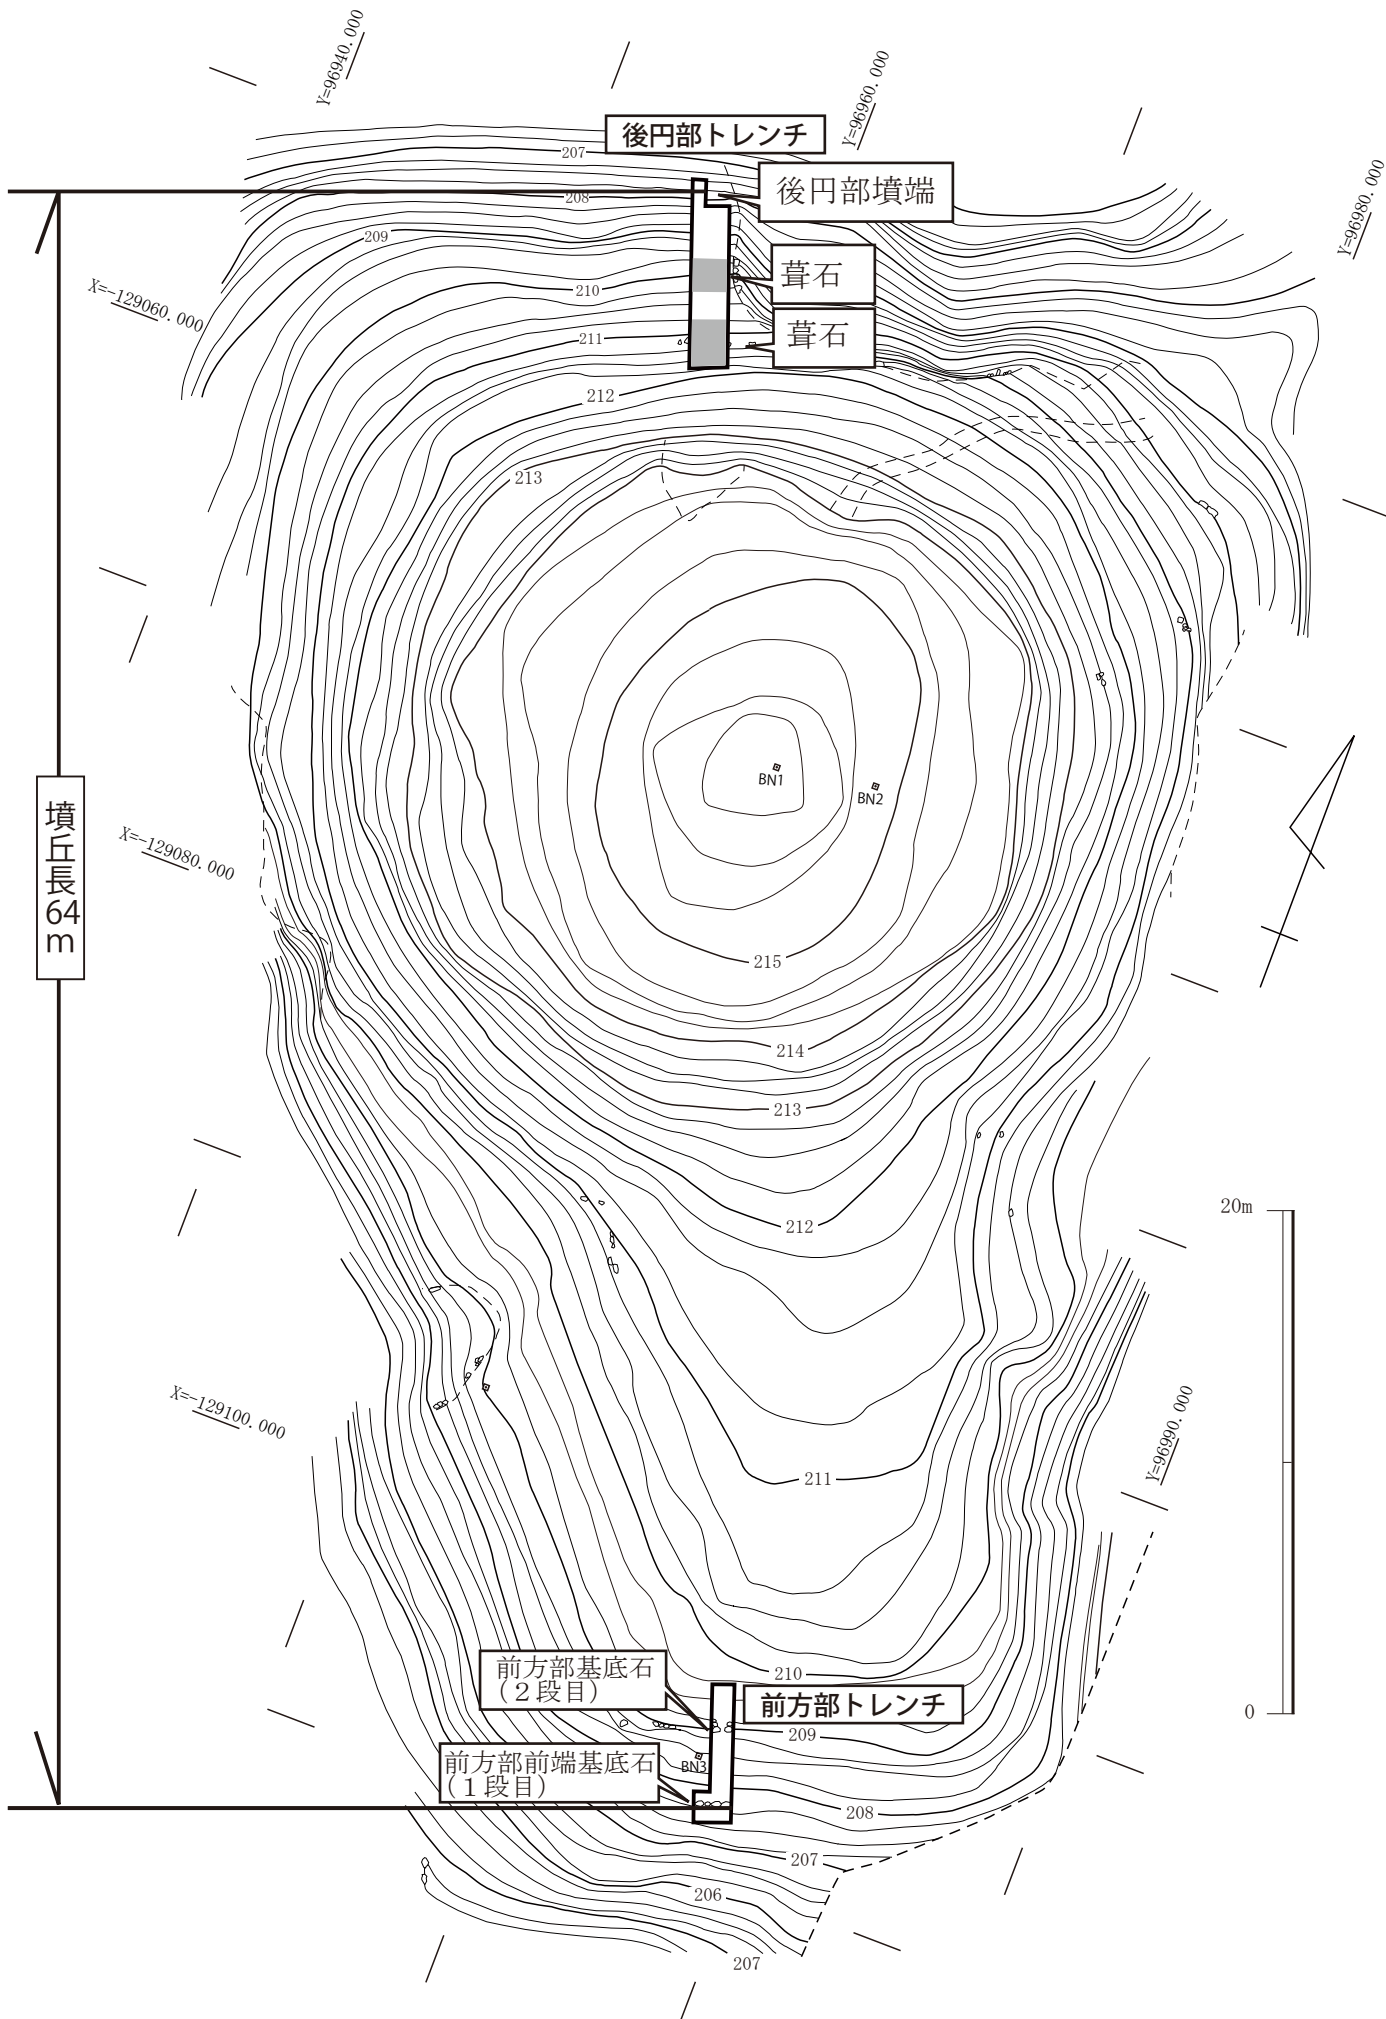 Y=96940.000
Y=96960.000
Y=96980.000
後円部トレンチ
207
後円部墳端
208
209
葺石
X=-129060.000
210
葺石
211
212
213
BN1
BN2
墳丘長64m
X=-129080.000
215
214
213
20m
212
X=-129100.000
Y=96990.000
211
前方部基底石
(２段目)
210
前方部トレンチ
0
209
前方部前端基底石
(１段目)
BN3
208
207
206
207